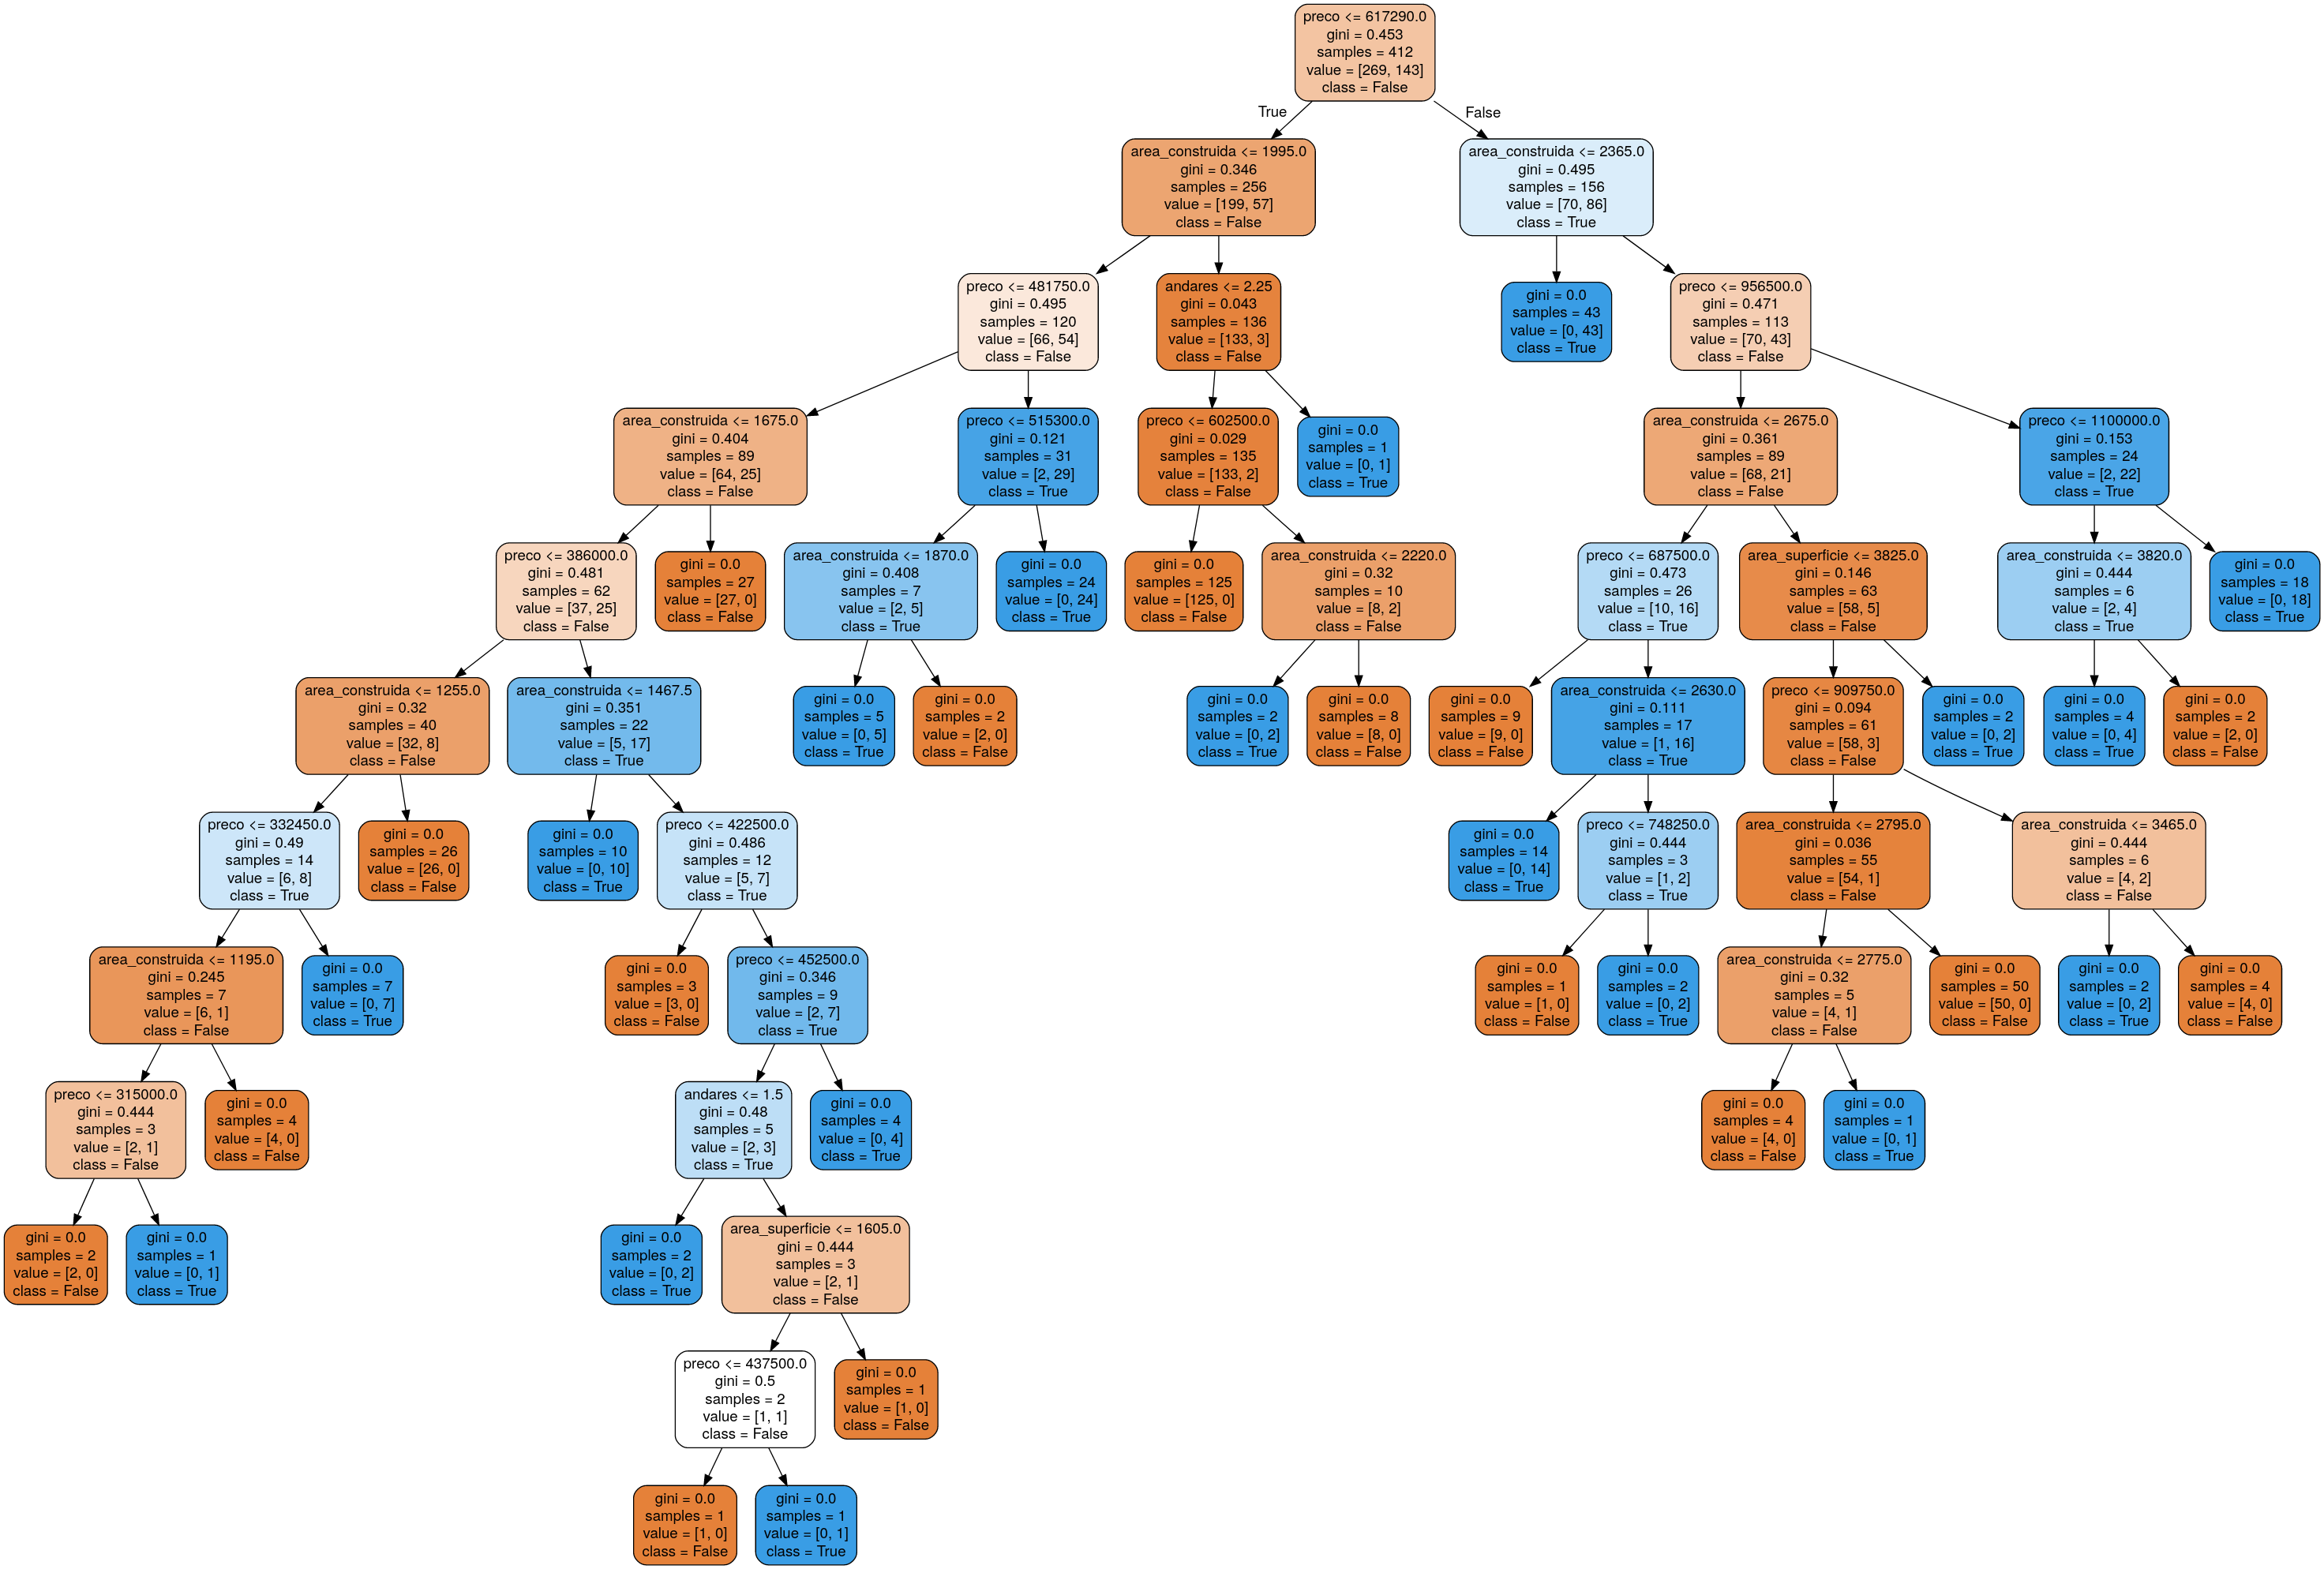 preco <= 617290.0
gini = 0.453
samples = 412
value = [269, 143]
class = False
True
False
area_construida <= 1995.0
gini = 0.346
samples = 256
value = [199, 57]
class = False
area_construida <= 2365.0
gini = 0.495
samples = 156
value = [70, 86]
class = True
preco <= 481750.0
gini = 0.495
samples = 120
value = [66, 54]
class = False
andares <= 2.25
gini = 0.043
samples = 136
value = [133, 3]
class = False
gini = 0.0
samples = 43
value = [0, 43]
class = True
preco <= 956500.0
gini = 0.471
samples = 113
value = [70, 43]
class = False
area_construida <= 1675.0
gini = 0.404
samples = 89
value = [64, 25]
class = False
preco <= 515300.0
gini = 0.121
samples = 31
value = [2, 29]
class = True
preco <= 602500.0
gini = 0.029
samples = 135
value = [133, 2]
class = False
gini = 0.0
samples = 1
value = [0, 1]
class = True
area_construida <= 2675.0
gini = 0.361
samples = 89
value = [68, 21]
class = False
preco <= 1100000.0
gini = 0.153
samples = 24
value = [2, 22]
class = True
preco <= 386000.0
gini = 0.481
samples = 62
value = [37, 25]
class = False
gini = 0.0
samples = 27
value = [27, 0]
class = False
area_construida <= 1870.0
gini = 0.408
samples = 7
value = [2, 5]
class = True
gini = 0.0
samples = 24
value = [0, 24]
class = True
gini = 0.0
samples = 125
value = [125, 0]
class = False
area_construida <= 2220.0
gini = 0.32
samples = 10
value = [8, 2]
class = False
preco <= 687500.0
gini = 0.473
samples = 26
value = [10, 16]
class = True
area_superficie <= 3825.0
gini = 0.146
samples = 63
value = [58, 5]
class = False
area_construida <= 3820.0
gini = 0.444
samples = 6
value = [2, 4]
class = True
gini = 0.0
samples = 18
value = [0, 18]
class = True
area_construida <= 1255.0
gini = 0.32
samples = 40
value = [32, 8]
class = False
area_construida <= 1467.5
gini = 0.351
samples = 22
value = [5, 17]
class = True
gini = 0.0
samples = 5
value = [0, 5]
class = True
gini = 0.0
samples = 2
value = [2, 0]
class = False
gini = 0.0
samples = 2
value = [0, 2]
class = True
gini = 0.0
samples = 8
value = [8, 0]
class = False
gini = 0.0
samples = 9
value = [9, 0]
class = False
area_construida <= 2630.0
gini = 0.111
samples = 17
value = [1, 16]
class = True
preco <= 909750.0
gini = 0.094
samples = 61
value = [58, 3]
class = False
gini = 0.0
samples = 2
value = [0, 2]
class = True
gini = 0.0
samples = 4
value = [0, 4]
class = True
gini = 0.0
samples = 2
value = [2, 0]
class = False
preco <= 332450.0
gini = 0.49
samples = 14
value = [6, 8]
class = True
gini = 0.0
samples = 26
value = [26, 0]
class = False
gini = 0.0
samples = 10
value = [0, 10]
class = True
preco <= 422500.0
gini = 0.486
samples = 12
value = [5, 7]
class = True
gini = 0.0
samples = 14
value = [0, 14]
class = True
preco <= 748250.0
gini = 0.444
samples = 3
value = [1, 2]
class = True
area_construida <= 2795.0
gini = 0.036
samples = 55
value = [54, 1]
class = False
area_construida <= 3465.0
gini = 0.444
samples = 6
value = [4, 2]
class = False
area_construida <= 1195.0
gini = 0.245
samples = 7
value = [6, 1]
class = False
gini = 0.0
samples = 7
value = [0, 7]
class = True
gini = 0.0
samples = 3
value = [3, 0]
class = False
preco <= 452500.0
gini = 0.346
samples = 9
value = [2, 7]
class = True
gini = 0.0
samples = 1
value = [1, 0]
class = False
gini = 0.0
samples = 2
value = [0, 2]
class = True
area_construida <= 2775.0
gini = 0.32
samples = 5
value = [4, 1]
class = False
gini = 0.0
samples = 50
value = [50, 0]
class = False
gini = 0.0
samples = 2
value = [0, 2]
class = True
gini = 0.0
samples = 4
value = [4, 0]
class = False
preco <= 315000.0
gini = 0.444
samples = 3
value = [2, 1]
class = False
gini = 0.0
samples = 4
value = [4, 0]
class = False
andares <= 1.5
gini = 0.48
samples = 5
value = [2, 3]
class = True
gini = 0.0
samples = 4
value = [0, 4]
class = True
gini = 0.0
samples = 4
value = [4, 0]
class = False
gini = 0.0
samples = 1
value = [0, 1]
class = True
gini = 0.0
samples = 2
value = [2, 0]
class = False
gini = 0.0
samples = 1
value = [0, 1]
class = True
gini = 0.0
samples = 2
value = [0, 2]
class = True
area_superficie <= 1605.0
gini = 0.444
samples = 3
value = [2, 1]
class = False
preco <= 437500.0
gini = 0.5
samples = 2
value = [1, 1]
class = False
gini = 0.0
samples = 1
value = [1, 0]
class = False
gini = 0.0
samples = 1
value = [1, 0]
class = False
gini = 0.0
samples = 1
value = [0, 1]
class = True